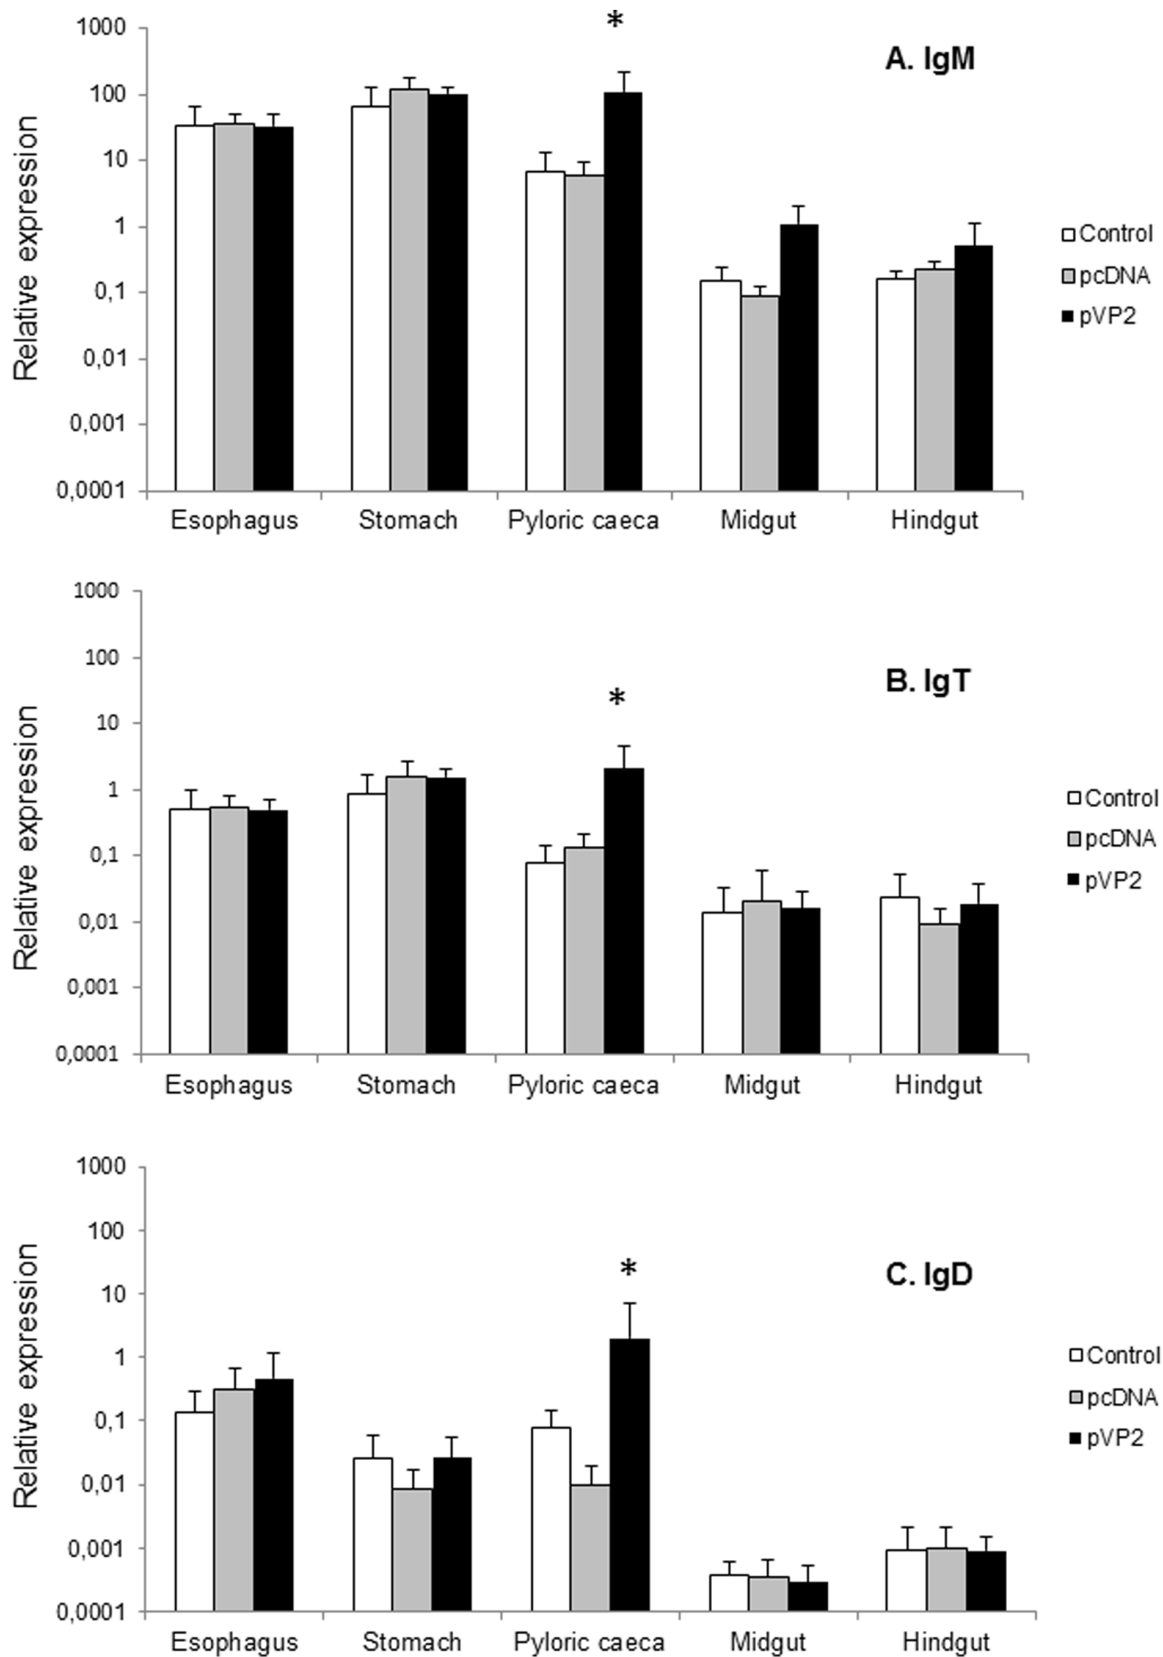 1000
*
A. IgM
100
10
1
0,1
0,01
0,001
0,0001
Relative expression
Control
pcDNA
pVP2
Esophagus Stomach Pyloric caeca Midgut Hindgut
1000
100
B. IgT
*
10
1
0,1
0,01
0,001
0,0001
Relative expression
Control
pcDNA
pVP2
Esophagus Stomach Pyloric caeca Midgut Hindgut
1000
100
*
C. IgD
10
1
0,1
0,01
0,001
0,0001
Relative expression
Control
pcDNA
pVP2
Esophagus Stomach Pyloric caeca Midgut Hindgut